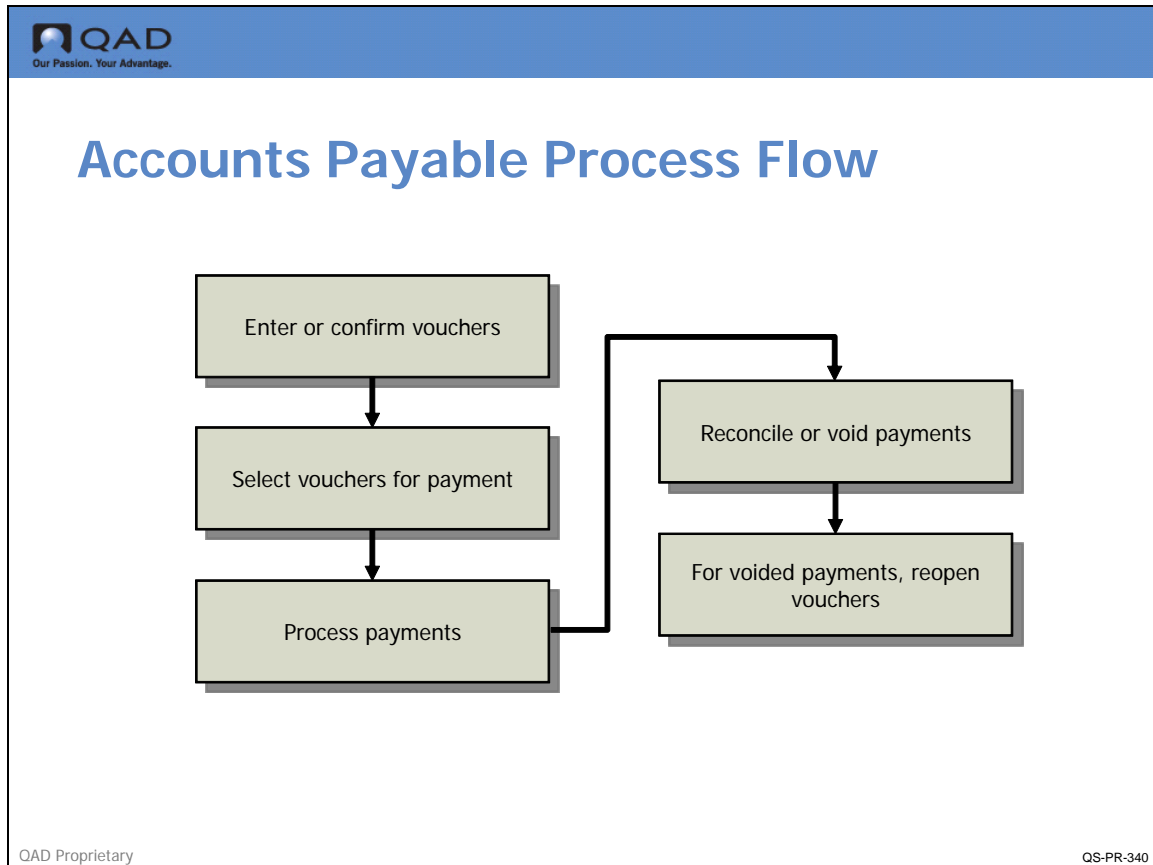 QAD
Our Passion. Your Advantage.
Accounts Payable Process Flow
Enter or confirm vouchers
Select vouchers for payment
Process payments
Reconcile or void payments
For voided payments, reopen
vouchers
QAD Proprietary
QS-PR-340